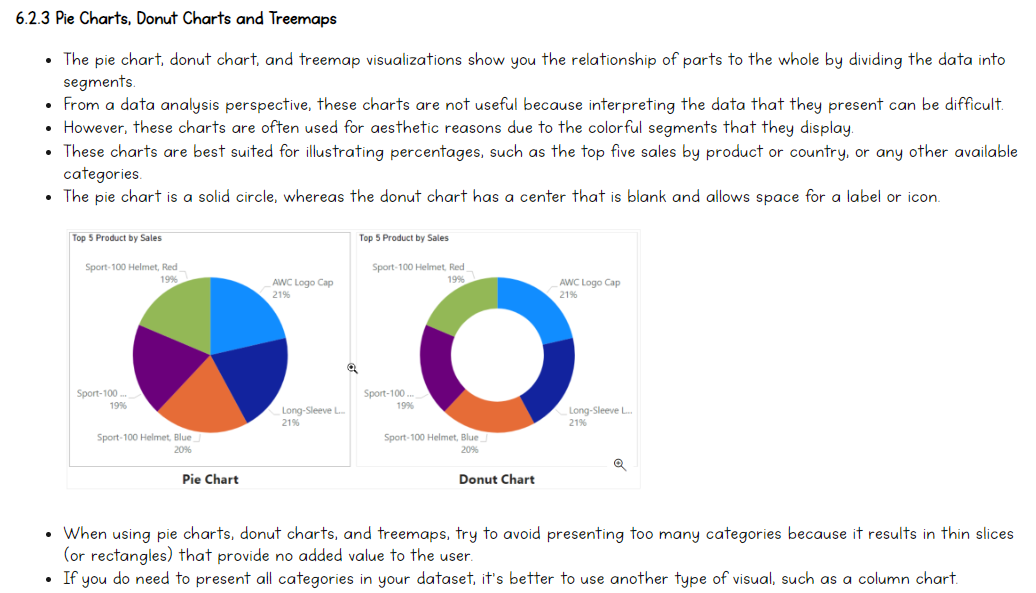 6.2.3 Pie Charts, Donut Charts and Treemaps
• The pie chart, donut chart, and treemap visualizations show you the relationship of parts to the whole by dividing the data into
segments.
• From a data analysis perspective, these charts are not useful because interpreting the data that they present can be difficult.
• However, these charts are often used for aesthetic reasons due to the colorful segments that they display.
• These charts are best suited for illustrating percentages, such as the top five sales by product or country, or any other available
categories.
• The pie chart is a solid circle, whereas the donut chart has a center that is blank and allows space for a label or icon.
Top 5 Product by Sales
Sport-100 Helmet, Red
19%
AWC Logo Cap
21%
Sport-100 ...
19%
Long-Sleeve L...
21%
Sport-100 Helmet, Blue
20%
Pie Chart
Top 5 Product by Sales
Sport-100 Helmet, Red
19%
AWC Logo Cap
21%
Sport-100 ...
19%
Long-Sleeve L...
21%
Sport-100 Helmet, Blue
20%
Donut Chart
• When using pie charts, donut charts, and treemaps, try to avoid presenting too many categories because it results in thin slices
(or rectangles) that provide no added value to the user.
• If you do need to present all categories in your dataset, it's better to use another type of visual, such as a column chart.